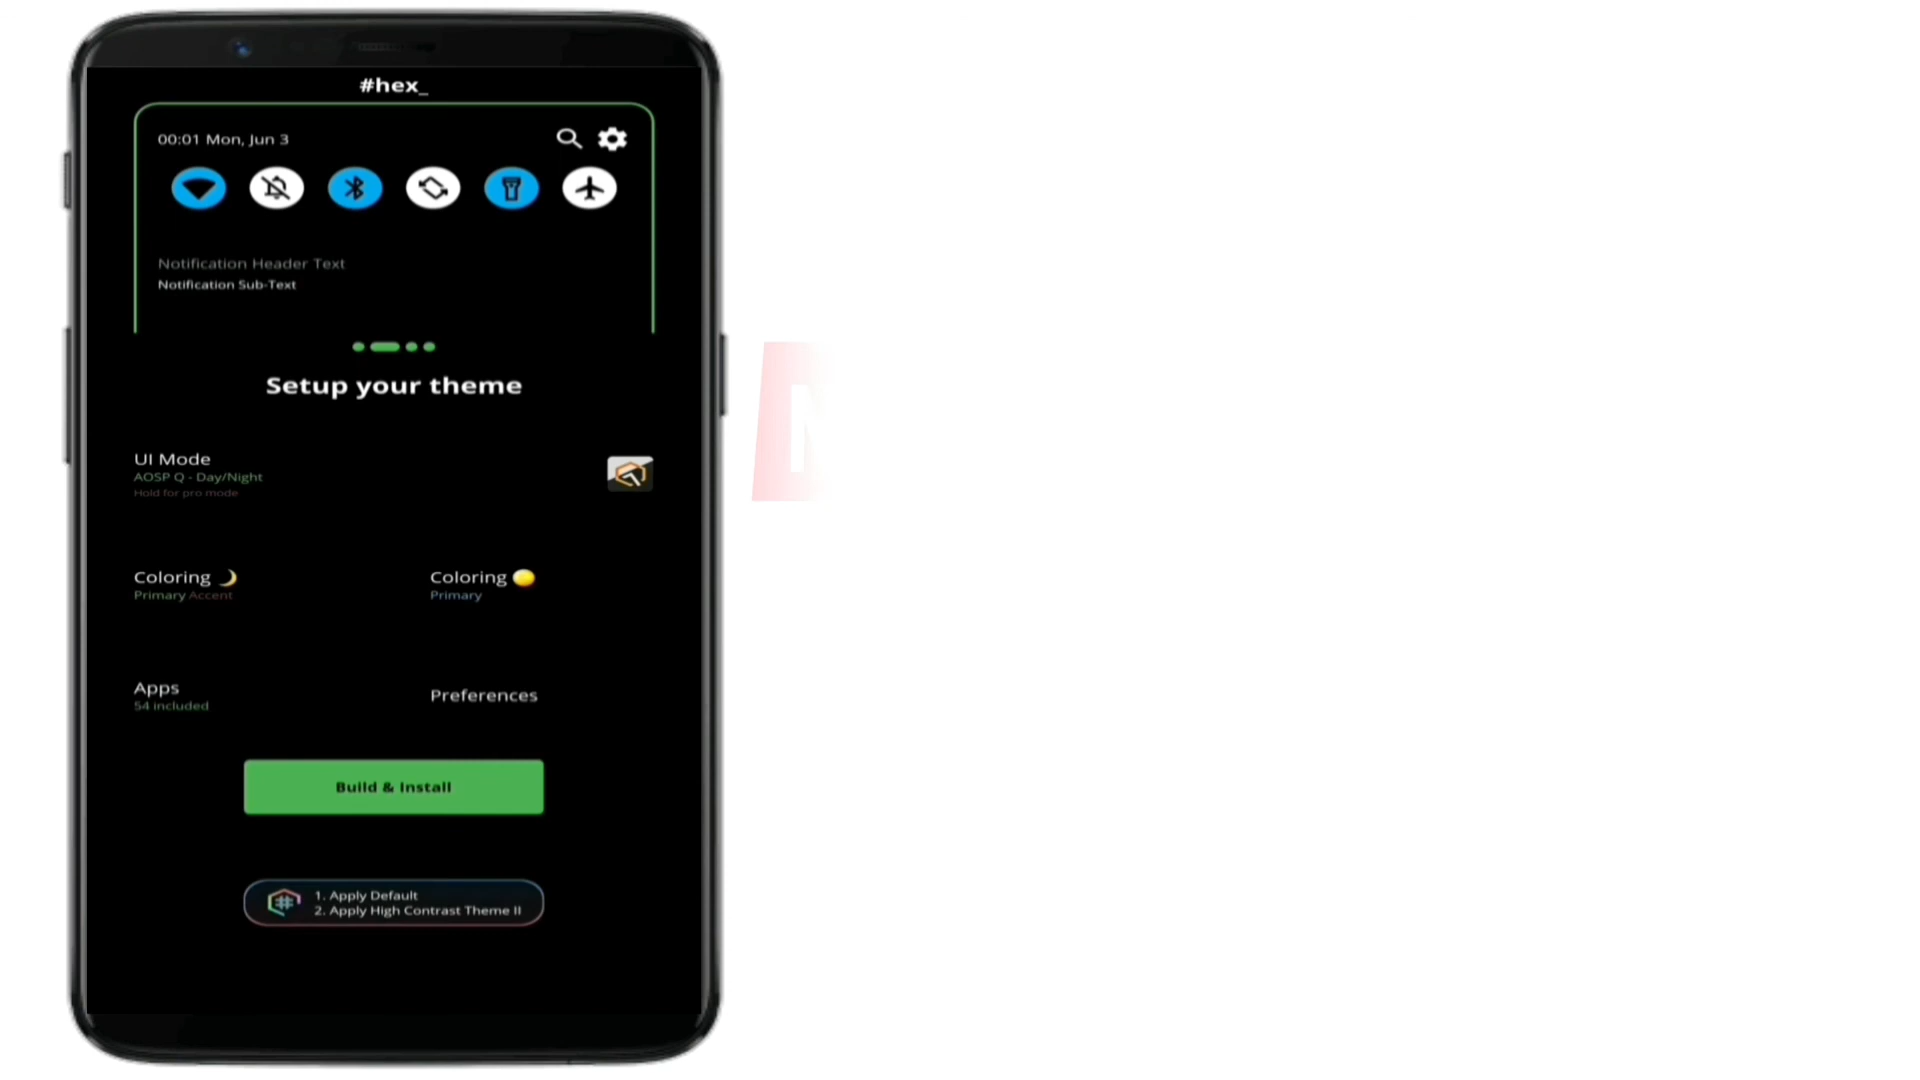 #hex_
00:01 Mon, Jun 3
Notification Header Text
Notification Sub-Text
Setup your theme
UI Mode
AOSP Q - Day/Night
Hold for pro mode
Coloring 🌙
Primary Accent
Coloring 🟡
Primary
Apps
54 included
Preferences
Build & Install
1. Apply Default
2. Apply High Contrast Theme II